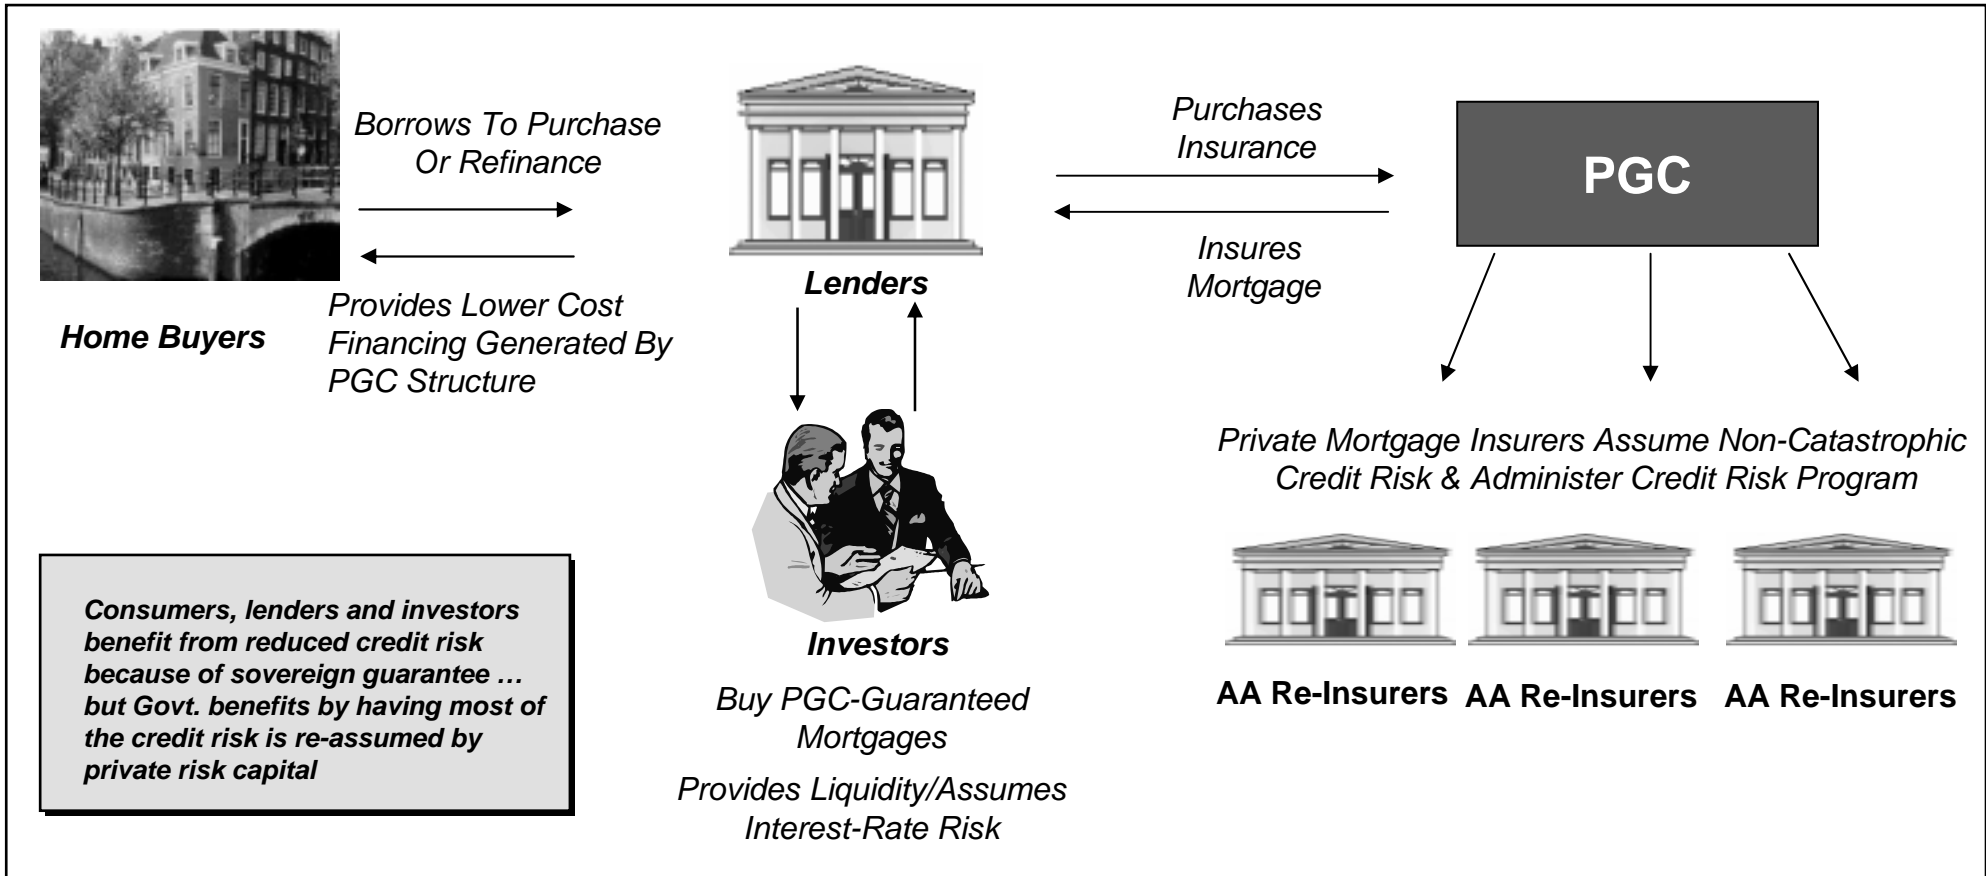 Borrows To Purchase
Or Refinance
Provides Lower Cost
Financing Generated By
PGC Structure
Home Buyers
Lenders
Purchases
Insurance
Insures
Mortgage
PGC
Private Mortgage Insurers Assume Non-Catastrophic
Credit Risk & Administer Credit Risk Program
AA Re-Insurers
AA Re-Insurers
AA Re-Insurers
Investors
Buy PGC-Guaranteed
Mortgages
Provides Liquidity/Assumes
Interest-Rate Risk
Consumers, lenders and investors
benefit from reduced credit risk
because of sovereign guarantee …
but Govt. benefits by having most of
the credit risk is re-assumed by
private risk capital